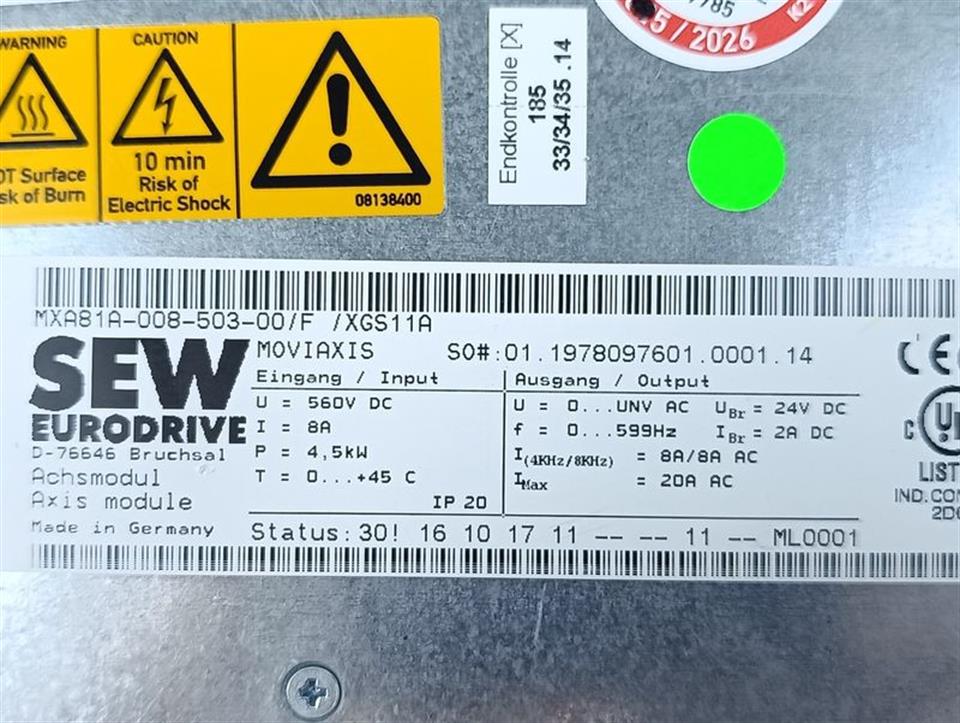 WARNING
OT Surface
sk of Burn
CAUTION
10 min
Risk of
Electric Shock
08138400
Endkontrolle [X]
185
33/34/35 .14
785
5 / 2026
MXA81A-008-503-00/F /XGS11A
SEW
EURODRIVE
D-76646 Bruchsal
Achsmodul
Axis module
Made in Germany
MOVIAXIS SO#: 01.1978097601.0001.14
Eingang / Input
U = 560V DC
I = 8A
P = 4,5kW
T = 0...+45 C
IP 20
Ausgang / Output
U = 0...UNV AC UBr = 24V DC
f = 0...599Hz IBr = 2A DC
I(4KHz/8KHz) = 8A/8A AC
IMax = 20A AC
Status: 30! 16 10 17 11 -- -- 11 -- ML0001
CE
C UL
LIST
IND.CON
2D6